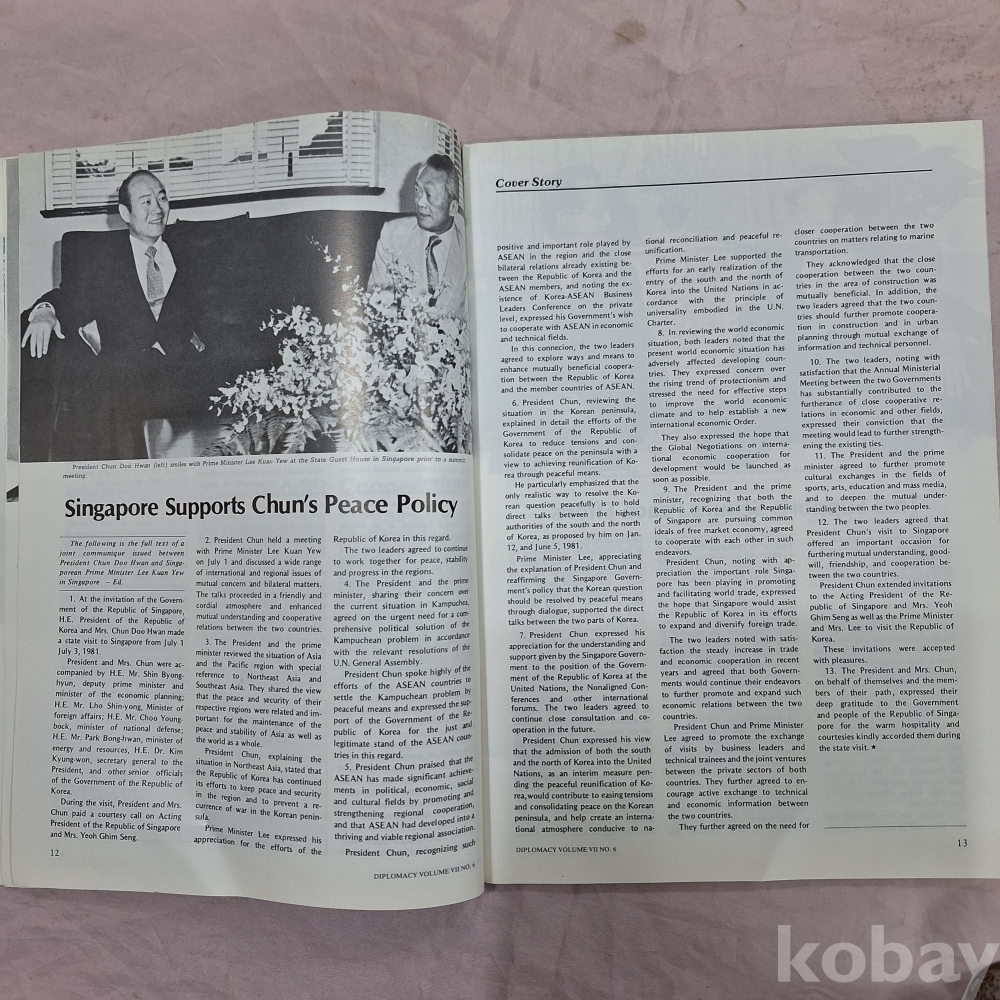 President Chun Doo Hwan (left) smiles with Prime Minister Lee Kuan Yew at the State Guest House in Singapore prior to a summit
meeting.
Singapore Supports Chun's Peace Policy
The following is the full text of a
joint communique issued between
President Chun Doo Hwan and Singa-
porean Prime Minister Lee Kuan Yew
in Singapore – Ed.
1. At the invitation of the Govern-
ment of the Republic of Singapore,
H.E. President of the Republic of
Korea and Mrs. Chun Doo Hwan made
a state visit to Singapore from July 1
July 3, 1981.
President and Mrs. Chun were ac-
companied by H.E. Mr. Shin Byong-
hyun, deputy prime minister and
minister of the economic planning;
H.E. Mr. Lho Shin-yong, Minister of
foreign affairs; H.E. Mr. Choo Young-
bock, minister of national defense;
H.E. Mr. Park Bong-hwan, minister of
energy and resources, H.E. Dr. Kim
Kyung-won, secretary general to the
President, and other senior officials
of the Government of the Republic of
Korea.
During the visit, President and Mrs.
Chun paid a courtesy call on Acting
President of the Republic of Singapore
and Mrs. Yeoh Ghim Seng.
2. President Chun held a meeting
with Prime Minister Lee Kuan Yew
on July 1 and discussed a wide range
of international and regional issues of
mutual concern and bilateral matters.
The talks proceeded in a friendly and
cordial atmosphere and enhanced
mutual understanding and cooperative
relations between the two countries.
3. The President and the prime
minister reviewed the situation of Asia
and the Pacific region with special
reference to Northeast Asia and
Southeast Asia. They shared the view
that the peace and security of their
respective regions were related and im-
portant for the maintenance of the
peace and stability of Asia as well as
the world as a whole.
President Chun, explaining the
situation in Northeast Asia, stated that
the Republic of Korea has continued
its efforts to keep peace and security
in the region and to prevent a re-
currence of war in the Korean penin-
sula.
Prime Minister Lee expressed his
appreciation for the efforts of the
Republic of Korea in this regard.
The two leaders agreed to continue
to work together for peace, stability
and progress in the regions.
4. The President and the prime
minister, sharing their concern over
the current situation in Kampuchea,
agreed on the urgent need for a com-
prehensive political solution of the
Kampuchean problem in accordance
with the relevant resolutions of the
U.N. General Assembly.
President Chun spoke highly of the
efforts of the ASEAN countries to
settle the Kampuchean problem by
peaceful means and expressed the sup-
port of the Government of the Re-
public of Korea for the just and
legitimate stand of the ASEAN coun-
tries in this regard.
5. President Chun praised that the
ASEAN has made significant achieve-
ments in political, economic, social
and cultural fields by promoting and
strengthening regional cooperation,
and that ASEAN had developed into a
thriving and viable regional association.
President Chun, recognizing such
12
DIPLOMACY VOLUME VII NO. 6
Cover Story
positive and important role played by
ASEAN in the region and the close
bilateral relations already existing be-
tween the Republic of Korea and the
ASEAN members, and noting the ex-
istence of Korea-ASEAN Business
Leaders Conference on the private
level, expressed his Government's wish
to cooperate with ASEAN in economic
and technical fields.
In this connecion, the two leaders
agreed to explore ways and means to
enhance mutually beneficial coopera-
tion between the Republic of Korea
and the member countries of ASEAN.
6. President Chun, reviewing the
situation in the Korean peninsula,
explained in detail the efforts of the
Government of the Republic of
Korea to reduce tensions and con-
solidate peace on the peninsula with a
view to achieving reunification of Ko-
rea through peaceful means.
He particularly emphasized that the
only realistic way to resolve the Ko-
rean question peacefully is to hold
direct talks between the highest
authorities of the south and the north
of Korea, as proposed by him on Jan.
12, and June 5, 1981.
Prime Minister Lee, appreciating
the explanation of President Chun and
reaffirming the Singapore Govern-
ment's policy that the Korean question
should be resolved by peaceful means
through dialogue, supported the direct
talks between the two parts of Korea.
7. President Chun expressed his
appreciation for the understanding and
support given by the Singapore Govern-
ment to the position of the Govern-
ment of the Republic of Korea at the
United Nations, the Nonaligned Con-
ferences and other international
forums. The two leaders agreed to
continue close consultation and co-
operation in the future.
President Chun expressed his view
that the admission of both the south
and the north of Korea into the United
Nations, as an interim measure pen-
ding the peaceful reunification of Ko-
rea, would contribute to easing tensions
and consolidating peace on the Korean
peninsula, and help create an interna-
tional atmosphere conducive to na-
tional reconciliation and peaceful re-
unification.
Prime Minister Lee supported the
efforts for an early realization of the
entry of the south and the north of
Korea into the United Nations in ac-
cordance with the principle of
universality embodied in the U.N.
Charter.
8. In reviewing the world economic
situation, both leaders noted that the
present world economic situation has
adversely affected developing coun-
tries. They expressed concern over
the rising trend of protectionism and
stressed the need for effective steps
to improve the world economic
climate and to help establish a new
international economic Order.
They also expressed the hope that
the Global Negotiations on interna-
tional economic cooperation for
development would be launched as
soon as possible.
9. The President and the prime
minister, recognizing that both the
Republic of Korea and the Republic
of Singapore are pursuing common
ideals of free market economy, agreed
to cooperate with each other in such
endeavors.
President Chun, noting with ap-
preciation the important role Singa-
pore has been playing in promoting
and facilitating world trade, expressed
the hope that Singapore would assist
the Republic of Korea in its efforts
to expand and diversify foreign trade.
The two leaders noted with satis-
faction the steady increase in trade
and economic cooperation in recent
years and agreed that both Govern-
ments would continue their endeavors
to further promote and expand such
economic relations between the two
countries.
President Chun and Prime Minister
Lee agreed to promote the exchange
of visits by business leaders and
technical trainees and the joint ventures
between the private sectors of both
countries. They further agreed to en-
courage active exchange to technical
and economic information between
the two countries.
They further agreed on the need for
closer cooperation between the two
countries on matters relating to marine
transportation.
They acknowledged that the close
cooperation between the two coun-
tries in the area of construction was
mutually beneficial. In addition, the
two leaders agreed that the two coun-
tries should further promote coopera-
tion in construction and in urban
planning through mutual exchange of
information and technical personnel.
10. The two leaders, noting with
satisfaction that the Annual Ministerial
Meeting between the two Governments
has substantially contributed to the
furtherance of close cooperative re-
lations in economic and other fields,
expressed their conviction that the
meeting would lead to further strength-
ening the existing ties.
11. The President and the prime
minister agreed to further promote
cultural exchanges in the fields of
sports, arts, education and mass media,
and to deepen the mutual under-
standing between the two peoples.
12. The two leaders agreed that
President Chun's visit to Singapore
offered an important occasion for
furthering mutual understanding, good-
will, friendship, and cooperation be-
tween the two countries.
President Chun extended invitations
to the Acting President of the Re-
public of Singapore and Mrs. Yeoh
Ghim Seng as well as the Prime Minister
and Mrs. Lee to visit the Republic of
Korea.
These invitations were accepted
with pleasures.
13. The President and Mrs. Chun,
on behalf of themselves and the mem-
bers of their path, expressed their
deep gratitude to the Government
and people of the Republic of Singa-
pore for the warm hospitality and
courtesies kindly accorded them during
the state visit. ★
DIPLOMACY VOLUME VII NO. 6
13
kobay